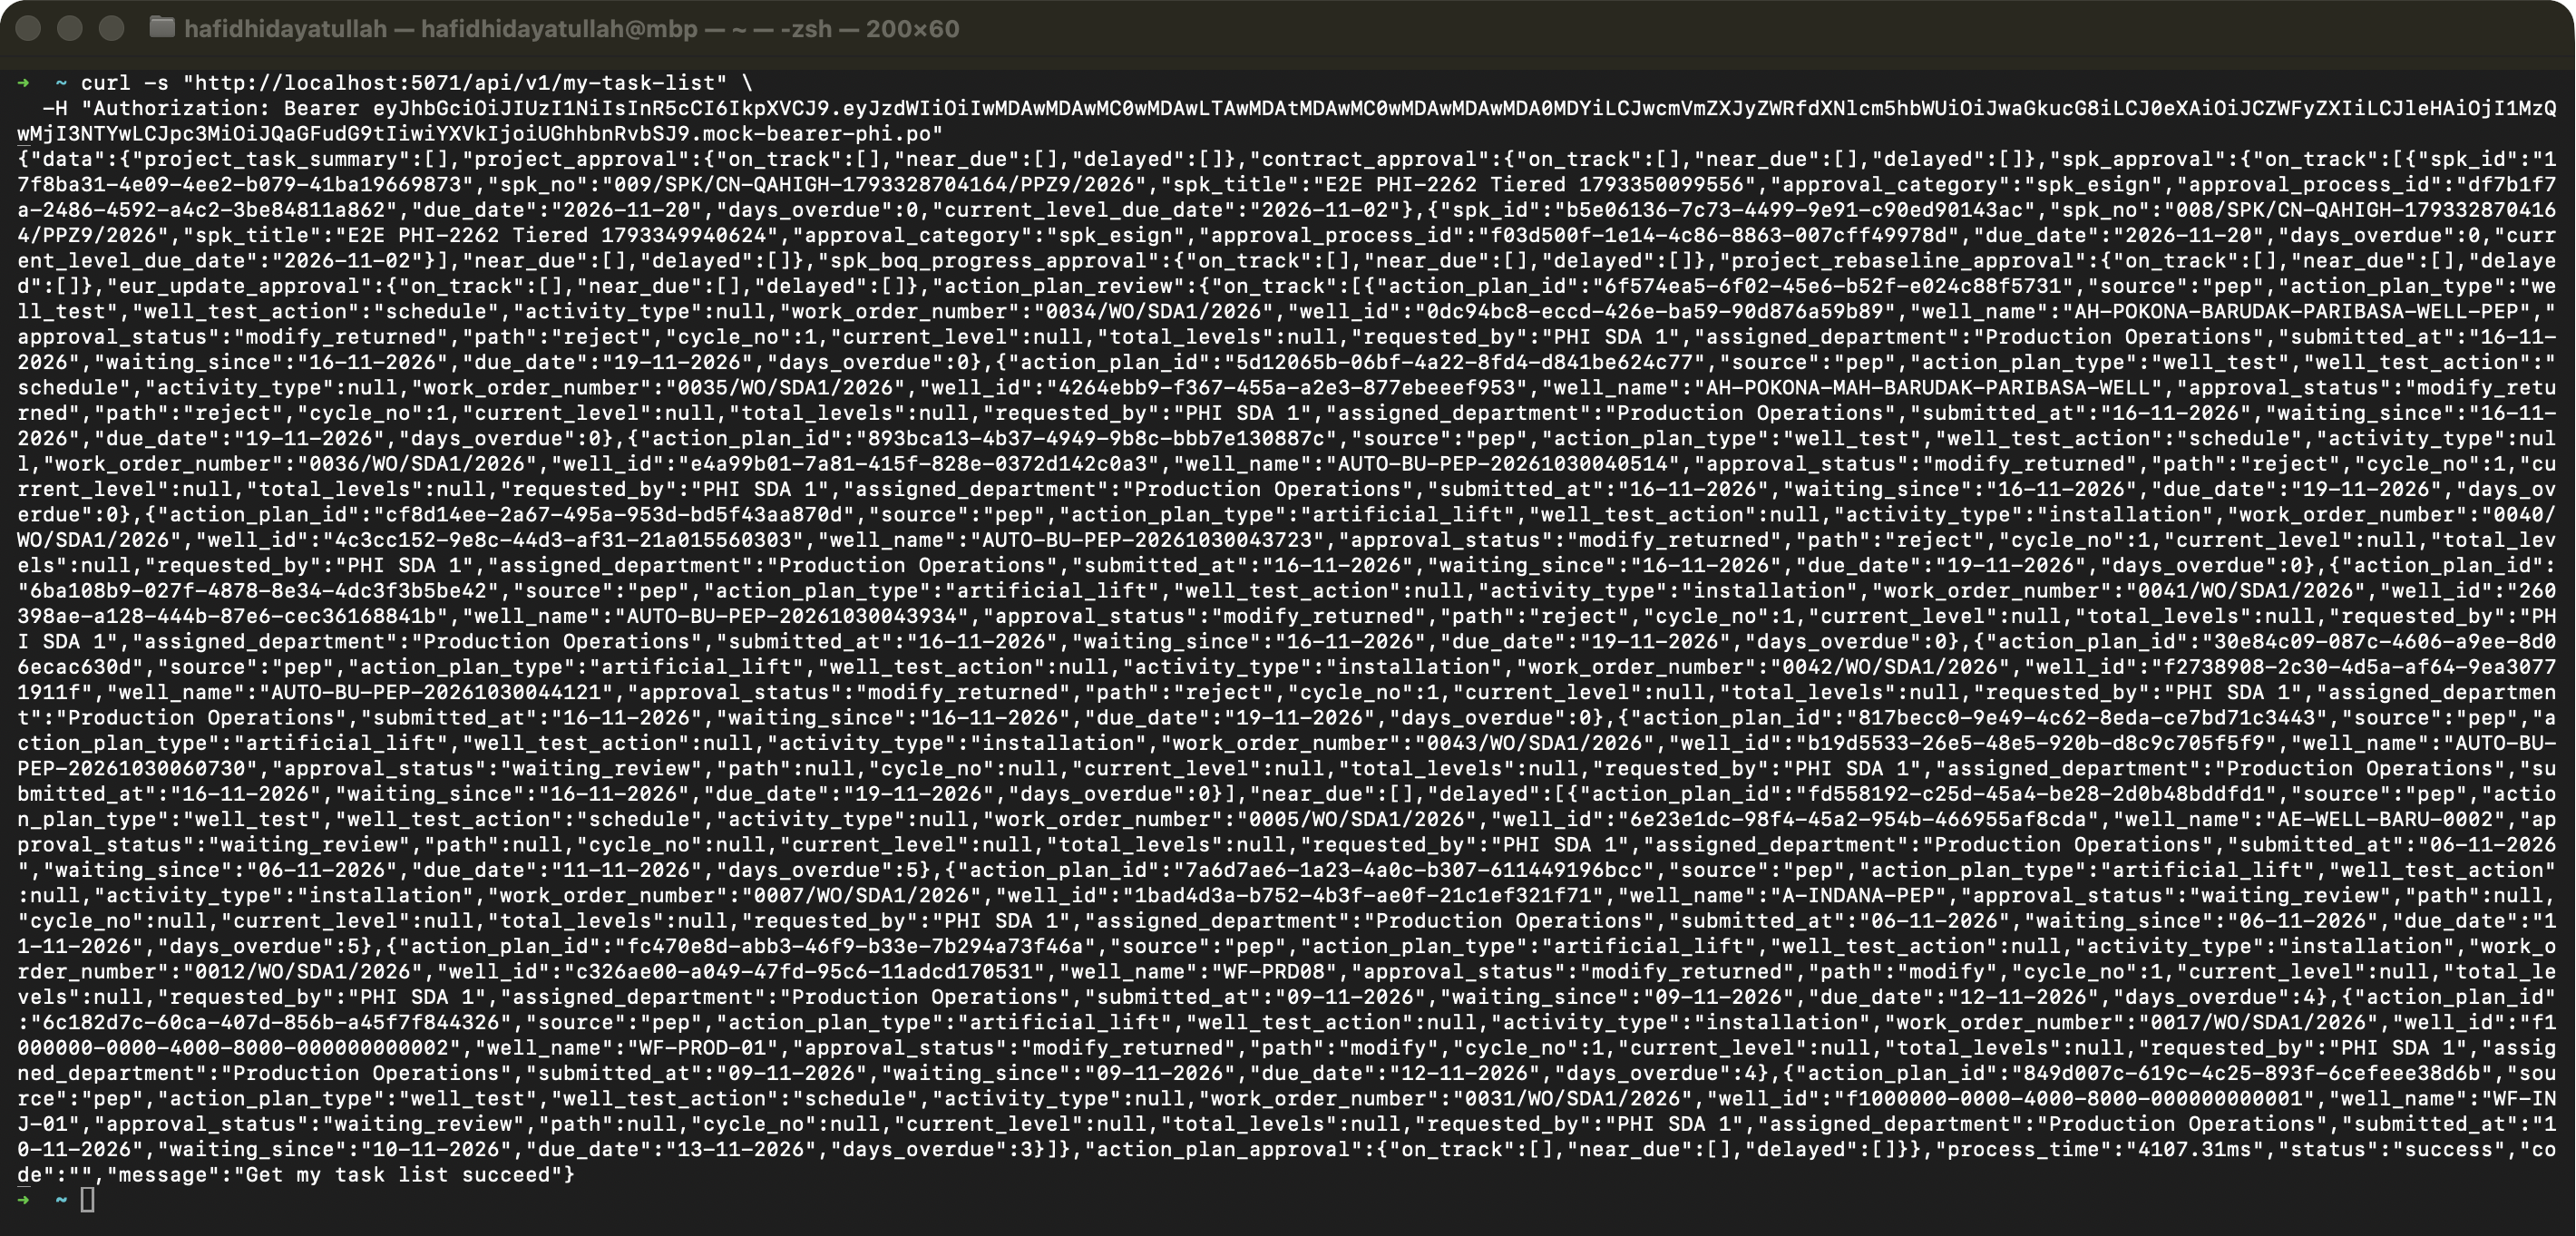 hafidhidayatullah — hafidhidayatullah@mbp — ~ — -zsh — 200×60
➜  ~ curl -s "http://localhost:5071/api/v1/my-task-list" \
  -H "Authorization: Bearer eyJhbGciOiJIUzI1NiIsInR5cCI6IkpXVCJ9.eyJzdWIiOiIwMDAwMDAwMC0wMDAwLTAwMDAtMDAwMC0wMDAwMDAwMDA0MDYiLCJwcmVmZXJyZWRfdXNlcm5hbWUiOiJwaGkucG8iLCJ0eXAiOiJCZWFyZXIiLCJleHAiOjI1MzQ
wMjI3NTYwLCJpc3MiOiJQaGFudG9tIiwiYXVkIjoiUGhhbnRvbSJ9.mock-bearer-phi.po"
{"data":{"project_task_summary":[],"project_approval":{"on_track":[],"near_due":[],"delayed":[]},"contract_approval":{"on_track":[],"near_due":[],"delayed":[]},"spk_approval":{"on_track":[{"spk_id":"1
7f8ba31-4e09-4ee2-b079-41ba19669873","spk_no":"009/SPK/CN-QAHIGH-1793328704164/PPZ9/2026","spk_title":"E2E PHI-2262 Tiered 1793350099556","approval_category":"spk_esign","approval_process_id":"df7b1f7
a-2486-4592-a4c2-3be84811a862","due_date":"2026-11-20","days_overdue":0,"current_level_due_date":"2026-11-02"},{"spk_id":"b5e06136-7c73-4499-9e91-c90ed90143ac","spk_no":"008/SPK/CN-QAHIGH-179332870416
4/PPZ9/2026","spk_title":"E2E PHI-2262 Tiered 1793349940624","approval_category":"spk_esign","approval_process_id":"f03d500f-1e14-4c86-8863-007cff49978d","due_date":"2026-11-20","days_overdue":0,"curr
ent_level_due_date":"2026-11-02"}],"near_due":[],"delayed":[]},"spk_boq_progress_approval":{"on_track":[],"near_due":[],"delayed":[]},"project_rebaseline_approval":{"on_track":[],"near_due":[],"delaye
d":[]},"eur_update_approval":{"on_track":[],"near_due":[],"delayed":[]},"action_plan_review":{"on_track":[{"action_plan_id":"6f574ea5-6f02-45e6-b52f-e024c88f5731","source":"pep","action_plan_type":"we
ll_test","well_test_action":"schedule","activity_type":null,"work_order_number":"0034/WO/SDA1/2026","well_id":"0dc94bc8-eccd-426e-ba59-90d876a59b89","well_name":"AH-POKONA-BARUDAK-PARIBASA-WELL-PEP","
approval_status":"modify_returned","path":"reject","cycle_no":1,"current_level":null,"total_levels":null,"requested_by":"PHI SDA 1","assigned_department":"Production Operations","submitted_at":"16-11-
2026","waiting_since":"16-11-2026","due_date":"19-11-2026","days_overdue":0},{"action_plan_id":"5d12065b-06bf-4a22-8fd4-d841be624c77","source":"pep","action_plan_type":"well_test","well_test_action":"
schedule","activity_type":null,"work_order_number":"0035/WO/SDA1/2026","well_id":"4264ebb9-f367-455a-a2e3-877ebeeef953","well_name":"AH-POKONA-MAH-BARUDAK-PARIBASA-WELL","approval_status":"modify_retu
rned","path":"reject","cycle_no":1,"current_level":null,"total_levels":null,"requested_by":"PHI SDA 1","assigned_department":"Production Operations","submitted_at":"16-11-2026","waiting_since":"16-11-
2026","due_date":"19-11-2026","days_overdue":0},{"action_plan_id":"893bca13-4b37-4949-9b8c-bbb7e130887c","source":"pep","action_plan_type":"well_test","well_test_action":"schedule","activity_type":nul
l,"work_order_number":"0036/WO/SDA1/2026","well_id":"e4a99b01-7a81-415f-828e-0372d142c0a3","well_name":"AUTO-BU-PEP-20261030040514","approval_status":"modify_returned","path":"reject","cycle_no":1,"cu
rrent_level":null,"total_levels":null,"requested_by":"PHI SDA 1","assigned_department":"Production Operations","submitted_at":"16-11-2026","waiting_since":"16-11-2026","due_date":"19-11-2026","days_ov
erdue":0},{"action_plan_id":"cf8d14ee-2a67-495a-953d-bd5f43aa870d","source":"pep","action_plan_type":"artificial_lift","well_test_action":null,"activity_type":"installation","work_order_number":"0040/
WO/SDA1/2026","well_id":"4c3cc152-9e8c-44d3-af31-21a015560303","well_name":"AUTO-BU-PEP-20261030043723","approval_status":"modify_returned","path":"reject","cycle_no":1,"current_level":null,"total_lev
els":null,"requested_by":"PHI SDA 1","assigned_department":"Production Operations","submitted_at":"16-11-2026","waiting_since":"16-11-2026","due_date":"19-11-2026","days_overdue":0},{"action_plan_id":
"6ba108b9-027f-4878-8e34-4dc3f3b5be42","source":"pep","action_plan_type":"artificial_lift","well_test_action":null,"activity_type":"installation","work_order_number":"0041/WO/SDA1/2026","well_id":"260
398ae-a128-444b-87e6-cec36168841b","well_name":"AUTO-BU-PEP-20261030043934","approval_status":"modify_returned","path":"reject","cycle_no":1,"current_level":null,"total_levels":null,"requested_by":"PH
I SDA 1","assigned_department":"Production Operations","submitted_at":"16-11-2026","waiting_since":"16-11-2026","due_date":"19-11-2026","days_overdue":0},{"action_plan_id":"30e84c09-087c-4606-a9ee-8d0
6ecac630d","source":"pep","action_plan_type":"artificial_lift","well_test_action":null,"activity_type":"installation","work_order_number":"0042/WO/SDA1/2026","well_id":"f2738908-2c30-4d5a-af64-9ea3077
1911f","well_name":"AUTO-BU-PEP-20261030044121","approval_status":"modify_returned","path":"reject","cycle_no":1,"current_level":null,"total_levels":null,"requested_by":"PHI SDA 1","assigned_departmen
t":"Production Operations","submitted_at":"16-11-2026","waiting_since":"16-11-2026","due_date":"19-11-2026","days_overdue":0},{"action_plan_id":"817becc0-9e49-4c62-8eda-ce7bd71c3443","source":"pep","a
ction_plan_type":"artificial_lift","well_test_action":null,"activity_type":"installation","work_order_number":"0043/WO/SDA1/2026","well_id":"b19d5533-26e5-48e5-920b-d8c9c705f5f9","well_name":"AUTO-BU-
PEP-20261030060730","approval_status":"waiting_review","path":null,"cycle_no":null,"current_level":null,"total_levels":null,"requested_by":"PHI SDA 1","assigned_department":"Production Operations","su
bmitted_at":"16-11-2026","waiting_since":"16-11-2026","due_date":"19-11-2026","days_overdue":0}],"near_due":[],"delayed":[{"action_plan_id":"fd558192-c25d-45a4-be28-2d0b48bddfd1","source":"pep","actio
n_plan_type":"well_test","well_test_action":"schedule","activity_type":null,"work_order_number":"0005/WO/SDA1/2026","well_id":"6e23e1dc-98f4-45a2-954b-466955af8cda","well_name":"AE-WELL-BARU-0002","ap
proval_status":"waiting_review","path":null,"cycle_no":null,"current_level":null,"total_levels":null,"requested_by":"PHI SDA 1","assigned_department":"Production Operations","submitted_at":"06-11-2026
","waiting_since":"06-11-2026","due_date":"11-11-2026","days_overdue":5},{"action_plan_id":"7a6d7ae6-1a23-4a0c-b307-611449196bcc","source":"pep","action_plan_type":"artificial_lift","well_test_action"
:null,"activity_type":"installation","work_order_number":"0007/WO/SDA1/2026","well_id":"1bad4d3a-b752-4b3f-ae0f-21c1ef321f71","well_name":"A-INDANA-PEP","approval_status":"waiting_review","path":null,
"cycle_no":null,"current_level":null,"total_levels":null,"requested_by":"PHI SDA 1","assigned_department":"Production Operations","submitted_at":"06-11-2026","waiting_since":"06-11-2026","due_date":"1
1-11-2026","days_overdue":5},{"action_plan_id":"fc470e8d-abb3-46f9-b33e-7b294a73f46a","source":"pep","action_plan_type":"artificial_lift","well_test_action":null,"activity_type":"installation","work_o
rder_number":"0012/WO/SDA1/2026","well_id":"c326ae00-a049-47fd-95c6-11adcd170531","well_name":"WF-PRD08","approval_status":"modify_returned","path":"modify","cycle_no":1,"current_level":null,"total_le
vels":null,"requested_by":"PHI SDA 1","assigned_department":"Production Operations","submitted_at":"09-11-2026","waiting_since":"09-11-2026","due_date":"12-11-2026","days_overdue":4},{"action_plan_id"
:"6c182d7c-60ca-407d-856b-a45f7f844326","source":"pep","action_plan_type":"artificial_lift","well_test_action":null,"activity_type":"installation","work_order_number":"0017/WO/SDA1/2026","well_id":"f1
000000-0000-4000-8000-000000000002","well_name":"WF-PROD-01","approval_status":"modify_returned","path":"modify","cycle_no":1,"current_level":null,"total_levels":null,"requested_by":"PHI SDA 1","assig
ned_department":"Production Operations","submitted_at":"09-11-2026","waiting_since":"09-11-2026","due_date":"12-11-2026","days_overdue":4},{"action_plan_id":"849d007c-619c-4c25-893f-6cefeee38d6b","sou
rce":"pep","action_plan_type":"well_test","well_test_action":"schedule","activity_type":null,"work_order_number":"0031/WO/SDA1/2026","well_id":"f1000000-0000-4000-8000-000000000001","well_name":"WF-IN
J-01","approval_status":"waiting_review","path":null,"cycle_no":null,"current_level":null,"total_levels":null,"requested_by":"PHI SDA 1","assigned_department":"Production Operations","submitted_at":"1
0-11-2026","waiting_since":"10-11-2026","due_date":"13-11-2026","days_overdue":3}]},"action_plan_approval":{"on_track":[],"near_due":[],"delayed":[]}},"process_time":"4107.31ms","status":"success","co
de":"","message":"Get my task list succeed"}
➜  ~